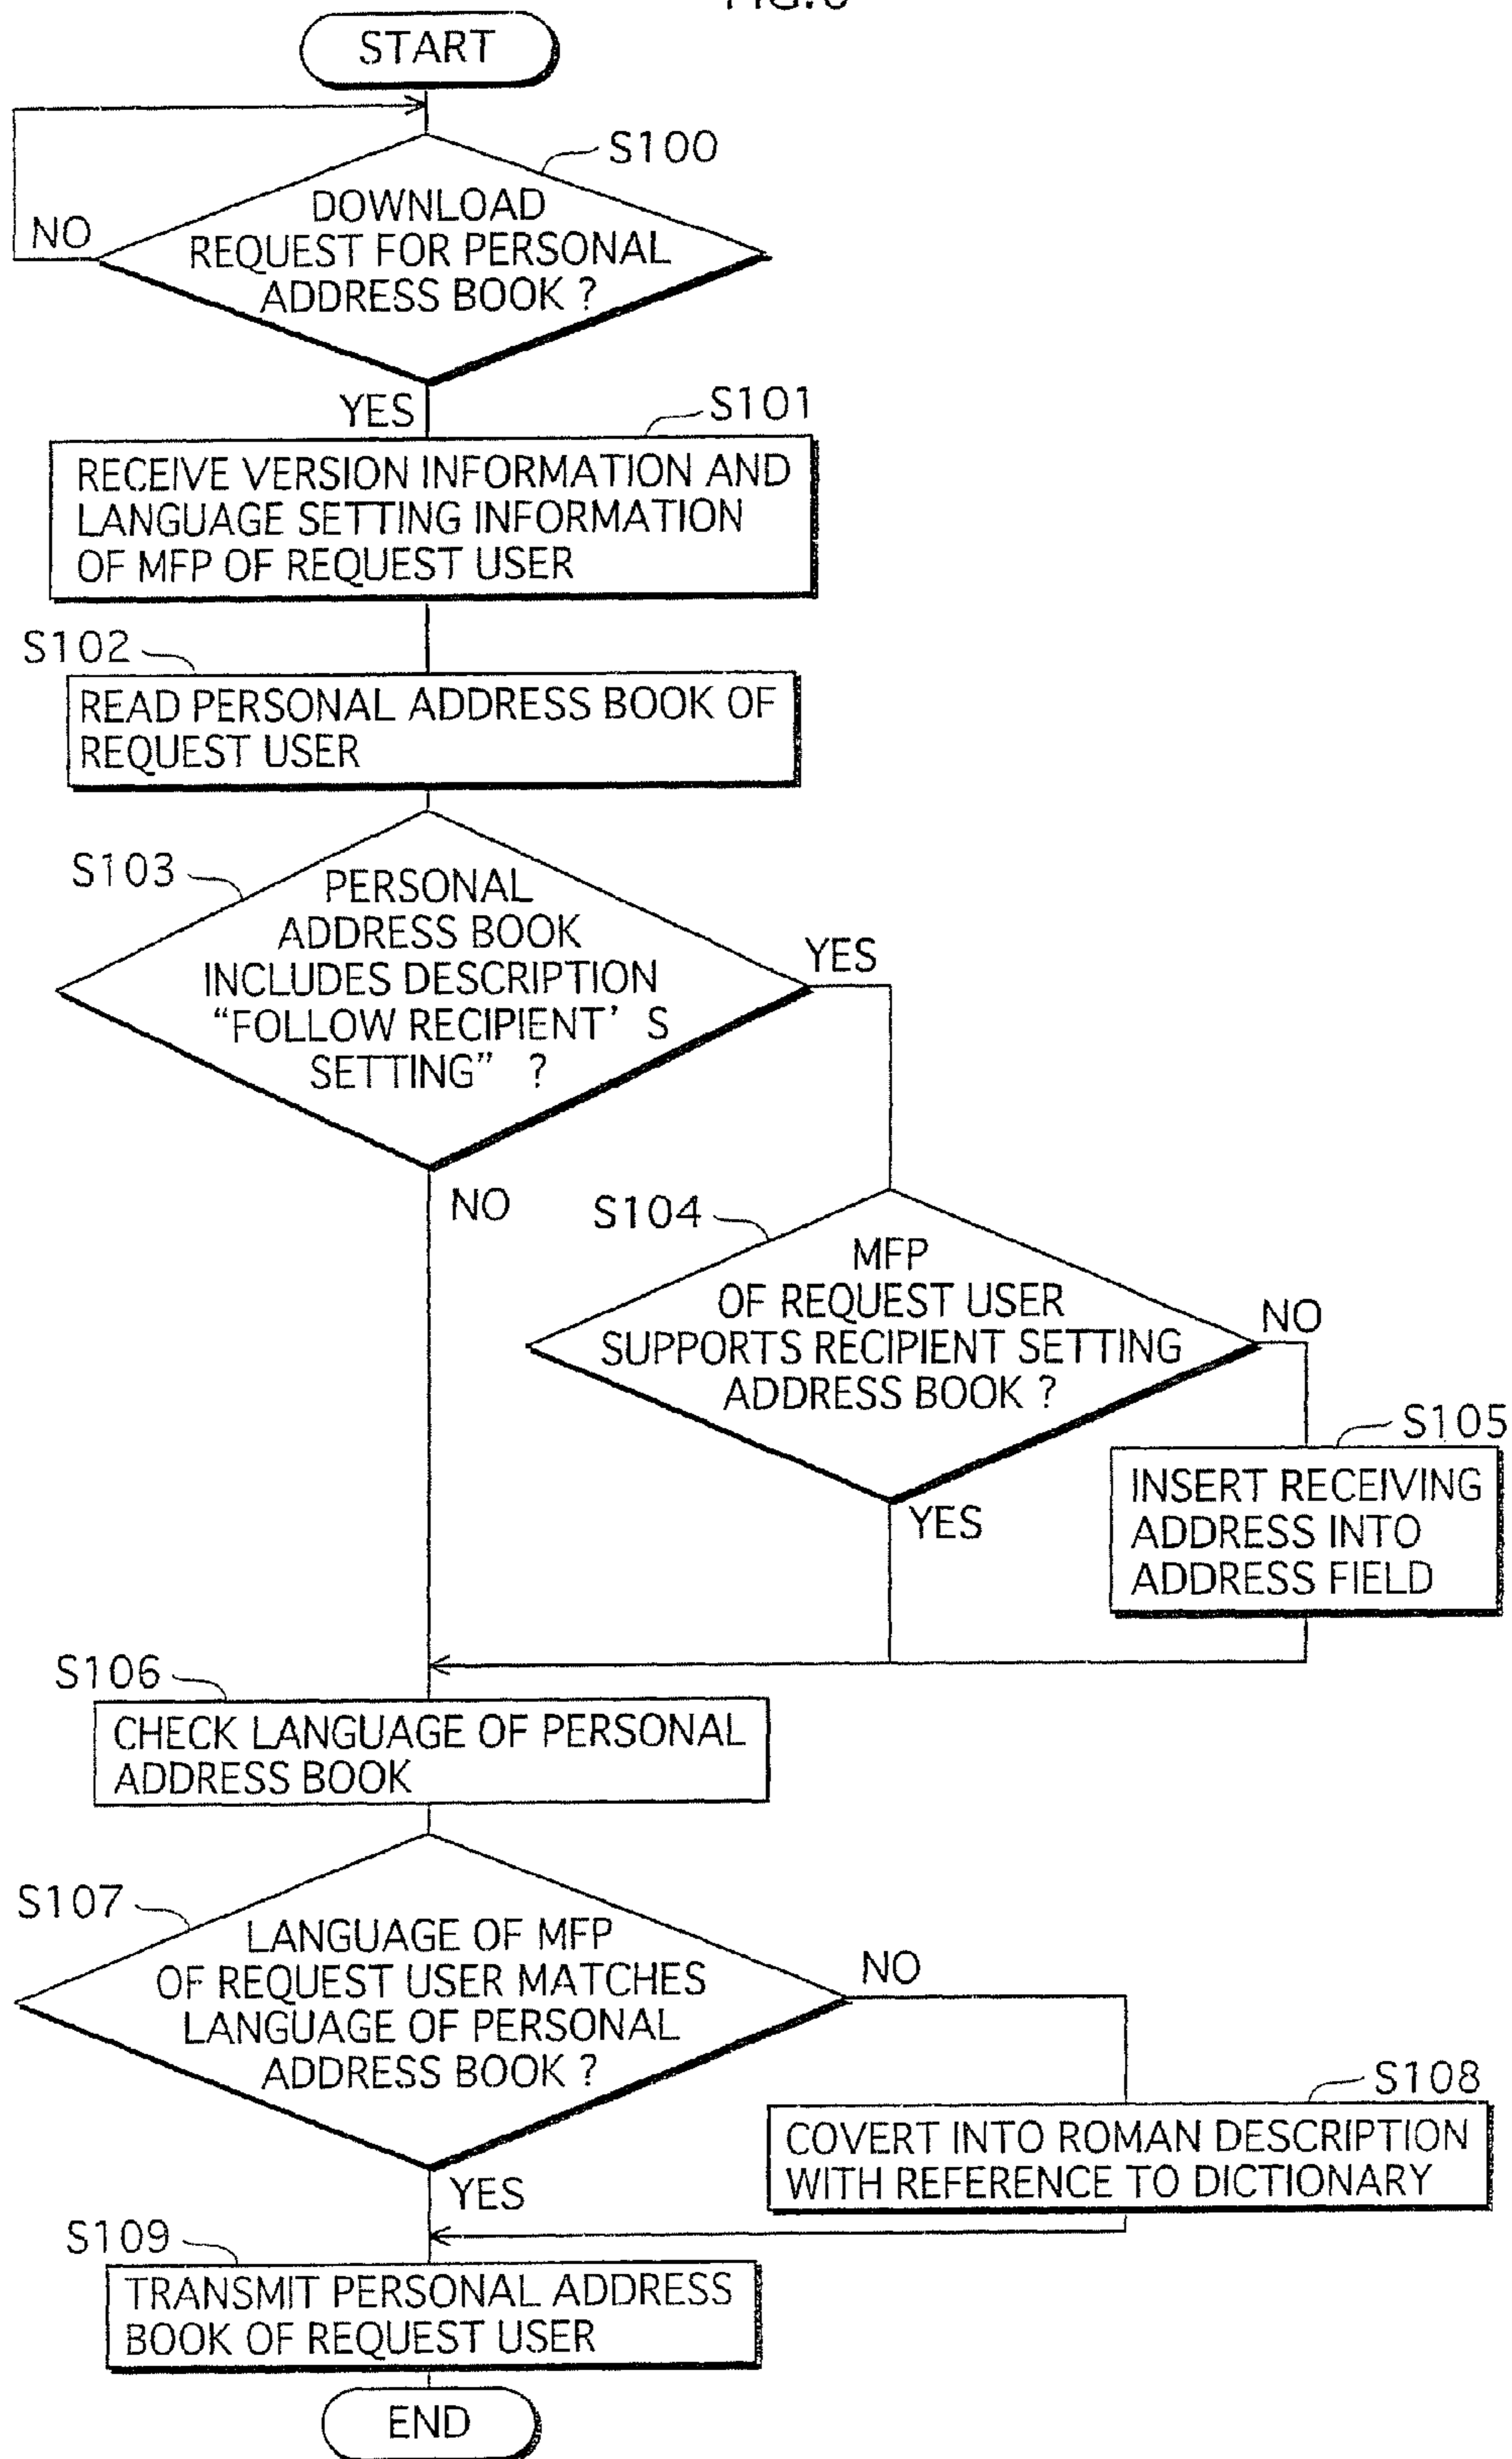 START
S100
DOWNLOAD
REQUEST FOR PERSONAL
ADDRESS BOOK ?
NO
YES
S101
RECEIVE VERSION INFORMATION AND
LANGUAGE SETTING INFORMATION
OF MFP OF REQUEST USER
S102
READ PERSONAL ADDRESS BOOK OF
REQUEST USER
S103
PERSONAL
ADDRESS BOOK
INCLUDES DESCRIPTION
“FOLLOW RECIPIENT’ S
SETTING” ?
YES
NO
S104
MFP
OF REQUEST USER
SUPPORTS RECIPIENT SETTING
ADDRESS BOOK ?
NO
YES
S105
INSERT RECEIVING
ADDRESS INTO
ADDRESS FIELD
S106
CHECK LANGUAGE OF PERSONAL
ADDRESS BOOK
S107
LANGUAGE OF MFP
OF REQUEST USER MATCHES
LANGUAGE OF PERSONAL
ADDRESS BOOK ?
NO
YES
S108
COVERT INTO ROMAN DESCRIPTION
WITH REFERENCE TO DICTIONARY
S109
TRANSMIT PERSONAL ADDRESS
BOOK OF REQUEST USER
END